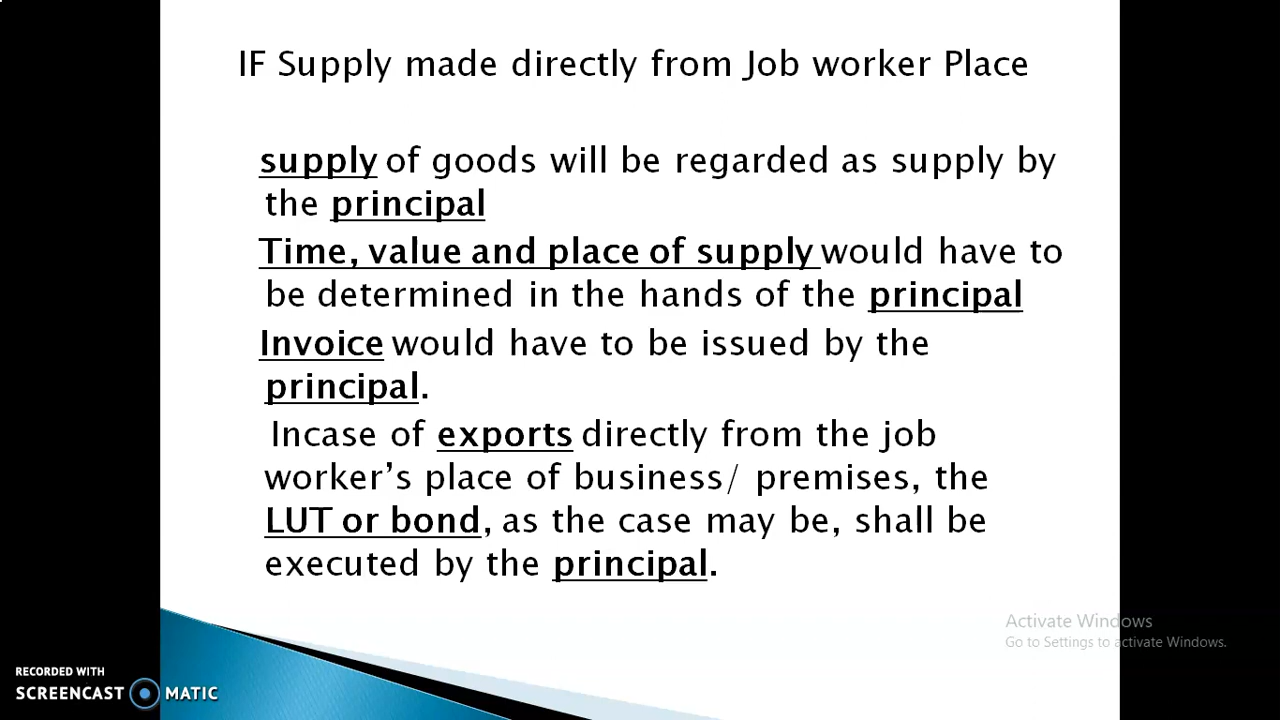 IF Supply made directly from Job worker Place
supply of goods will be regarded as supply by
the principal
Time, value and place of supply would have to
be determined in the hands of the principal
Invoice would have to be issued by the
principal.
Incase of exports directly from the job
worker’s place of business/ premises, the
LUT or bond, as the case may be, shall be
executed by the principal.
Activate Windows
Go to Settings to activate Windows.
RECORDED WITH
SCREENCAST MATIC